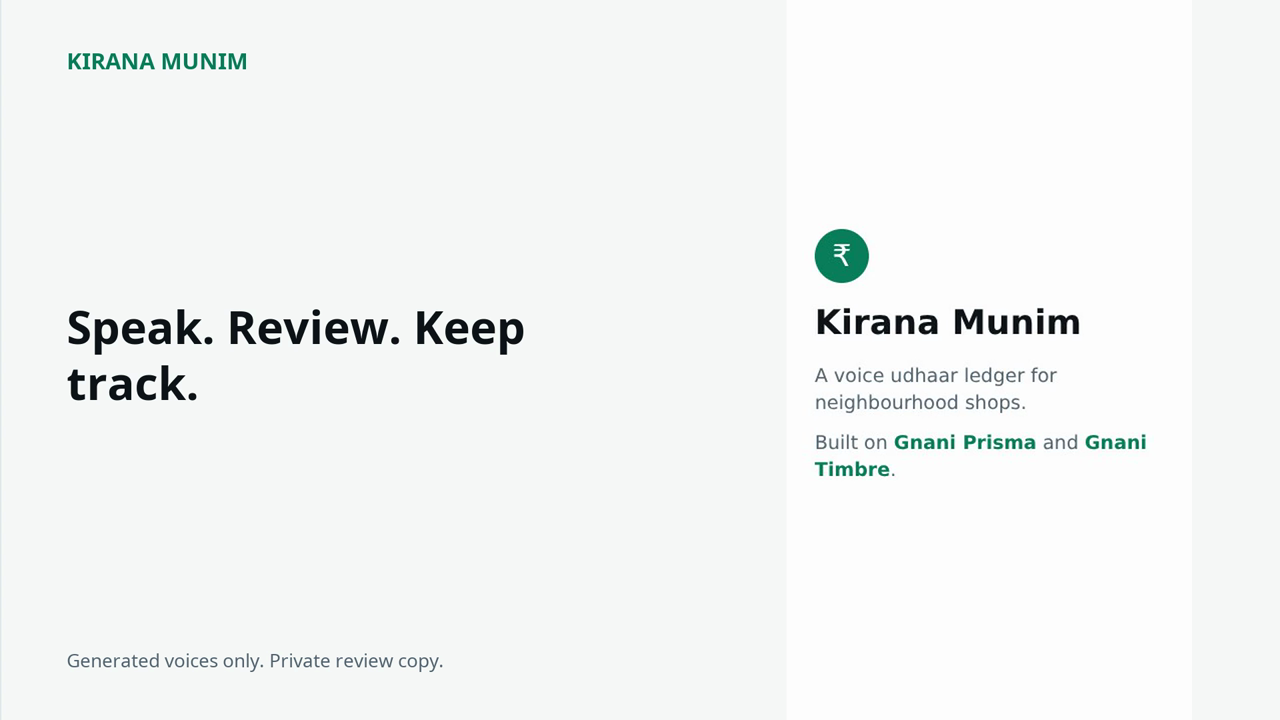 KIRANA MUNIM
Speak. Review. Keep
track.
Generated voices only. Private review copy.
₹
Kirana Munim
A voice udhaar ledger for
neighbourhood shops.
Built on Gnani Prisma and Gnani
Timbre.